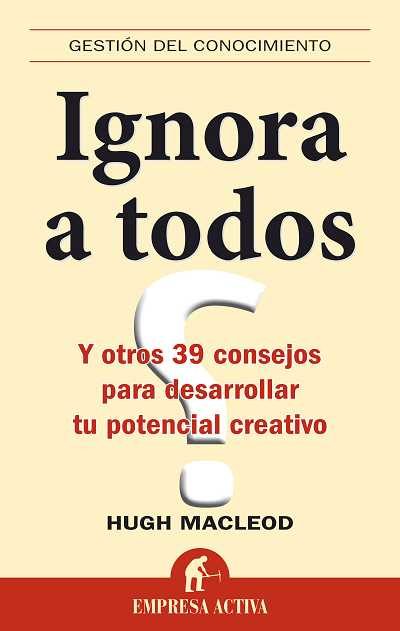 GESTIÓN DEL CONOCIMIENTO
Ignora
a todos
?
Y otros 39 consejos
para desarrollar
tu potencial creativo
HUGH MACLEOD
EMPRESA ACTIVA